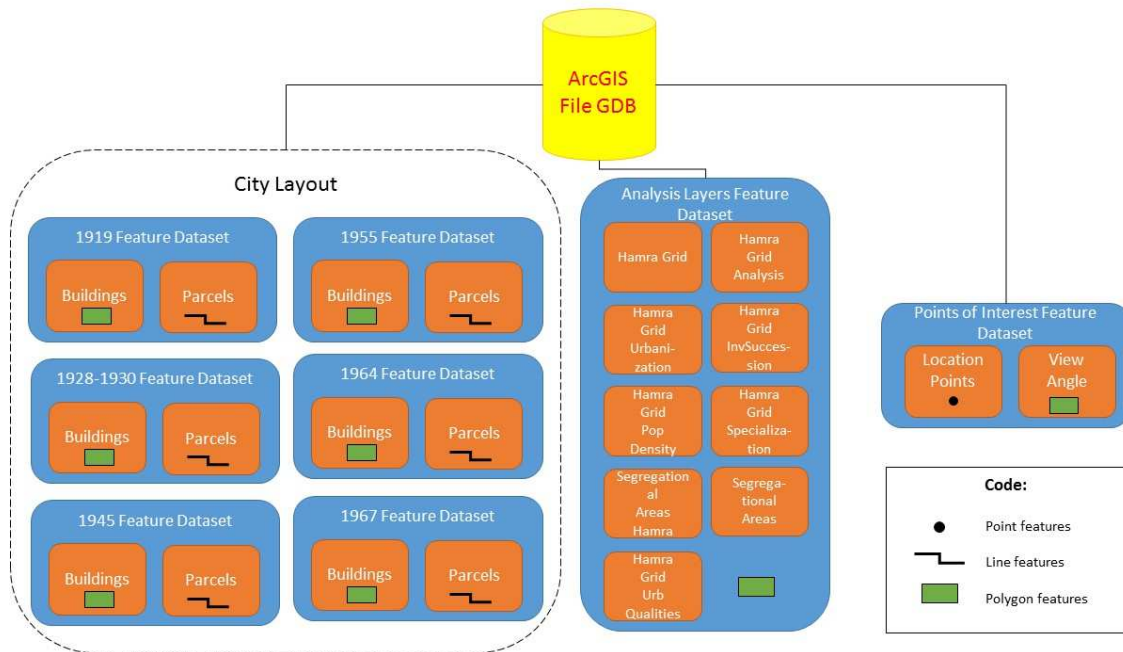 ArcGIS
File GDB
City Layout
1919 Feature Dataset
Buildings
Parcels
1955 Feature Dataset
Buildings
Parcels
1928-1930 Feature Dataset
Buildings
Parcels
1964 Feature Dataset
Buildings
Parcels
1945 Feature Dataset
Buildings
Parcels
1967 Feature Dataset
Buildings
Parcels
Analysis Layers Feature
Dataset
Hamra Grid
Hamra
Grid
Analysis
Hamra
Grid
Urbani-
zation
Hamra
Grid
InvSucces-
sion
Hamra
Grid
Pop
Density
Hamra
Grid
Specializa-
tion
Segregation
al
Areas
Hamra
Segrega-
tional
Areas
Hamra
Grid
Urb
Qualities
Points of Interest Feature
Dataset
Location
Points
View
Angle
Code:
Point features
Line features
Polygon features